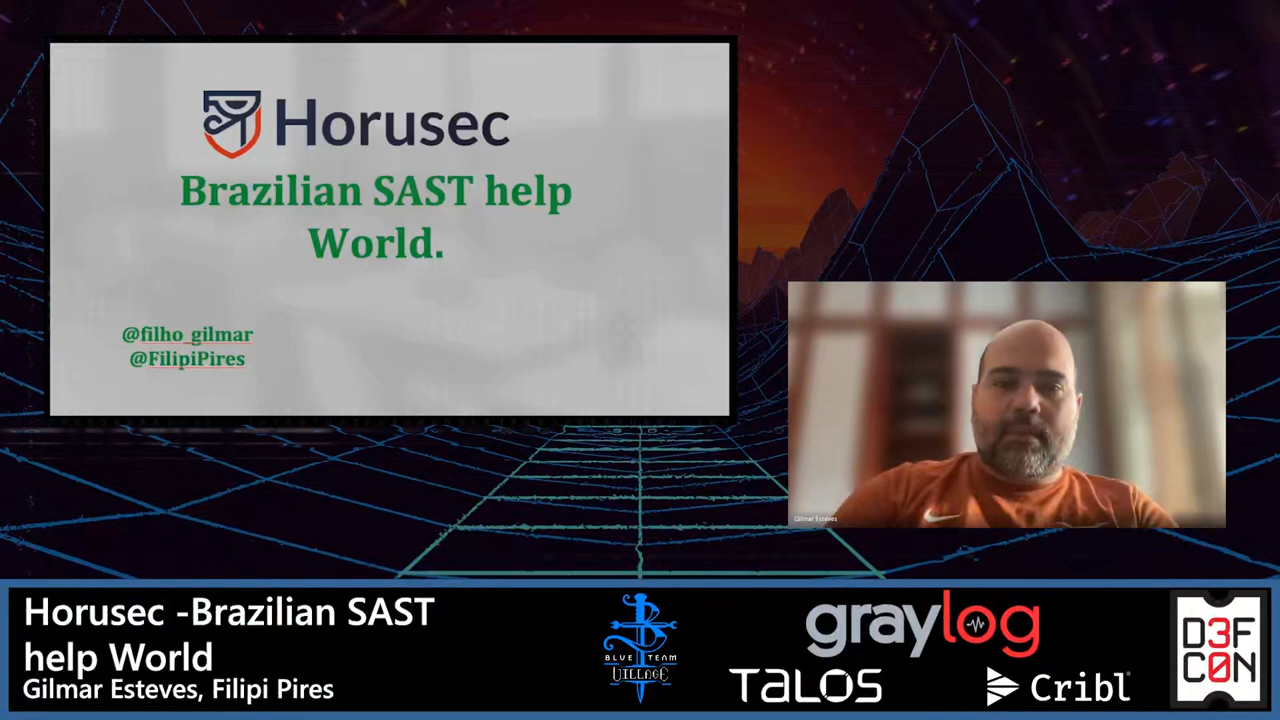 Horusec
Brazilian SAST help
World.
@filho_gilmar
@FilipiPires
Gilmar Esteves
Horusec -Brazilian SAST
help World
Gilmar Esteves, Filipi Pires
BLUE TEAM
VILLAGE
graylog
TALOS
Cribl
D3F
C0N